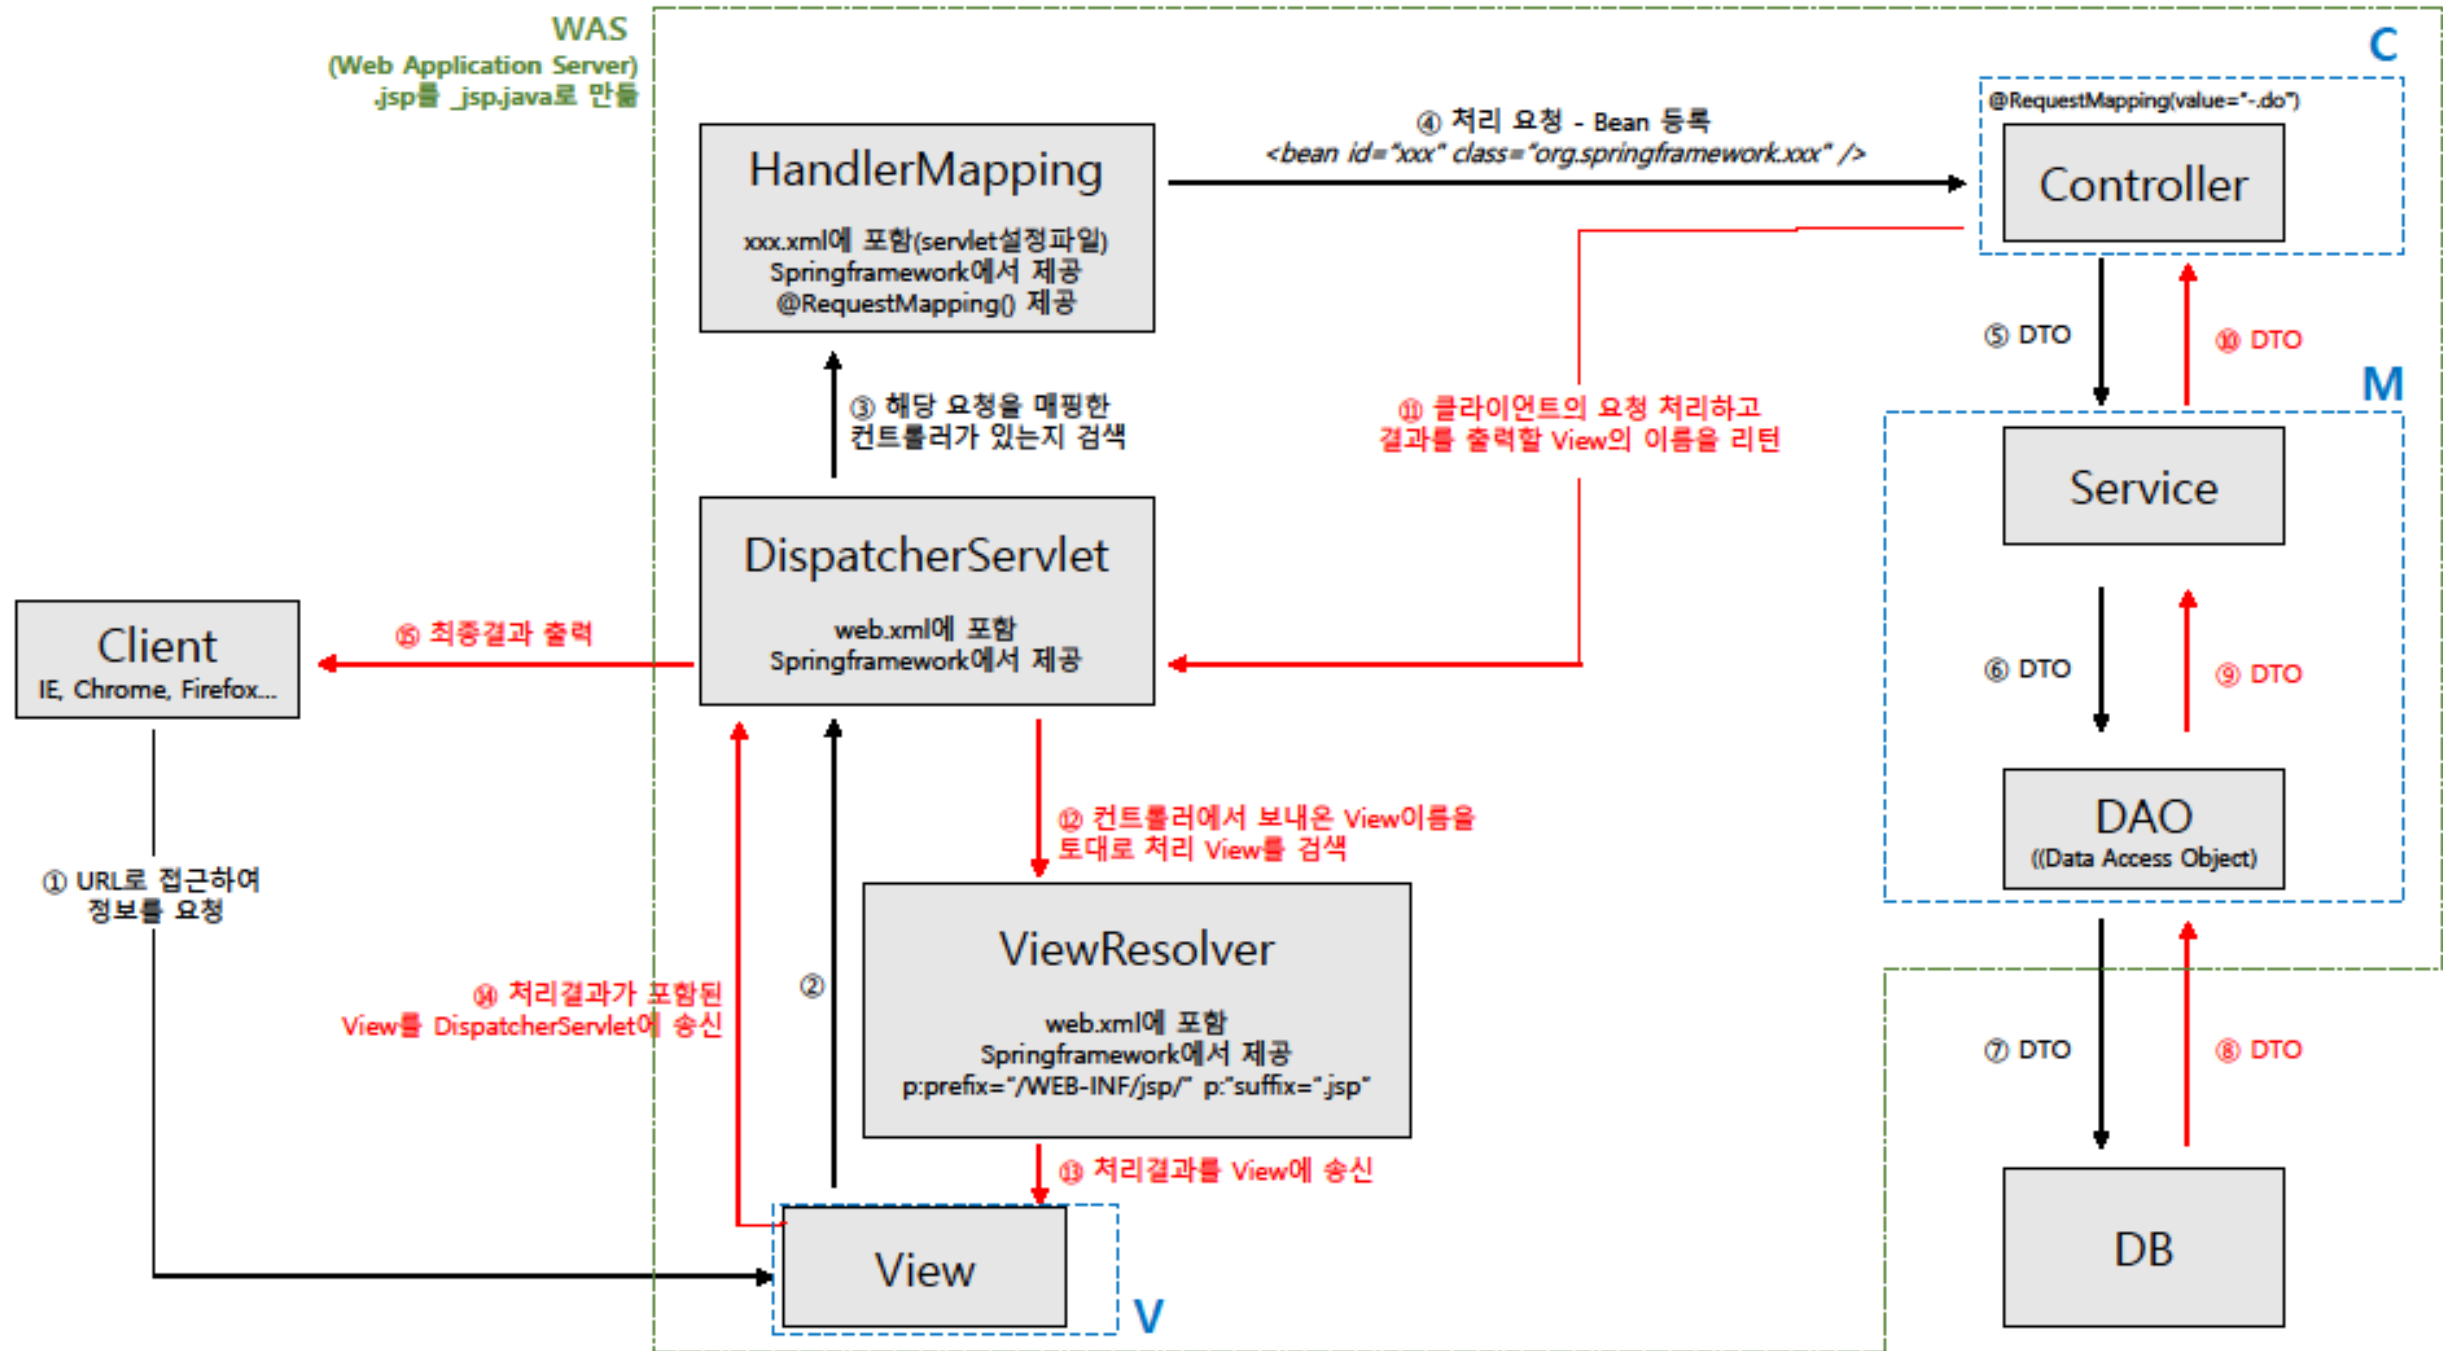 WAS
(Web Application Server)
.jsp를 _jsp.java로 만듦
C
@RequestMapping(value="-.do")
Controller
④ 처리 요청 - Bean 등록
<bean id="xxx" class="org.springframework.xxx" />
HandlerMapping
xxx.xml에 포함(servlet설정파일)
Springframework에서 제공
@RequestMapping() 제공
⑤ DTO
⑩ DTO
③ 해당 요청을 매핑한
컨트롤러가 있는지 검색
⑪ 클라이언트의 요청 처리하고
결과를 출력할 View의 이름을 리턴
M
Service
DispatcherServlet
web.xml에 포함
Springframework에서 제공
Client
IE, Chrome, Firefox...
⑮ 최종결과 출력
⑥ DTO
⑨ DTO
⑫ 컨트롤러에서 보내온 View이름을
토대로 처리 View를 검색
DAO
((Data Access Object)
① URL로 접근하여
정보를 요청
⑭ 처리결과가 포함된
View를 DispatcherServlet에 송신
②
ViewResolver
web.xml에 포함
Springframework에서 제공
p:prefix="/WEB-INF/jsp/" p:"suffix=".jsp"
⑦ DTO
⑧ DTO
⑬ 처리결과를 View에 송신
View
V
DB